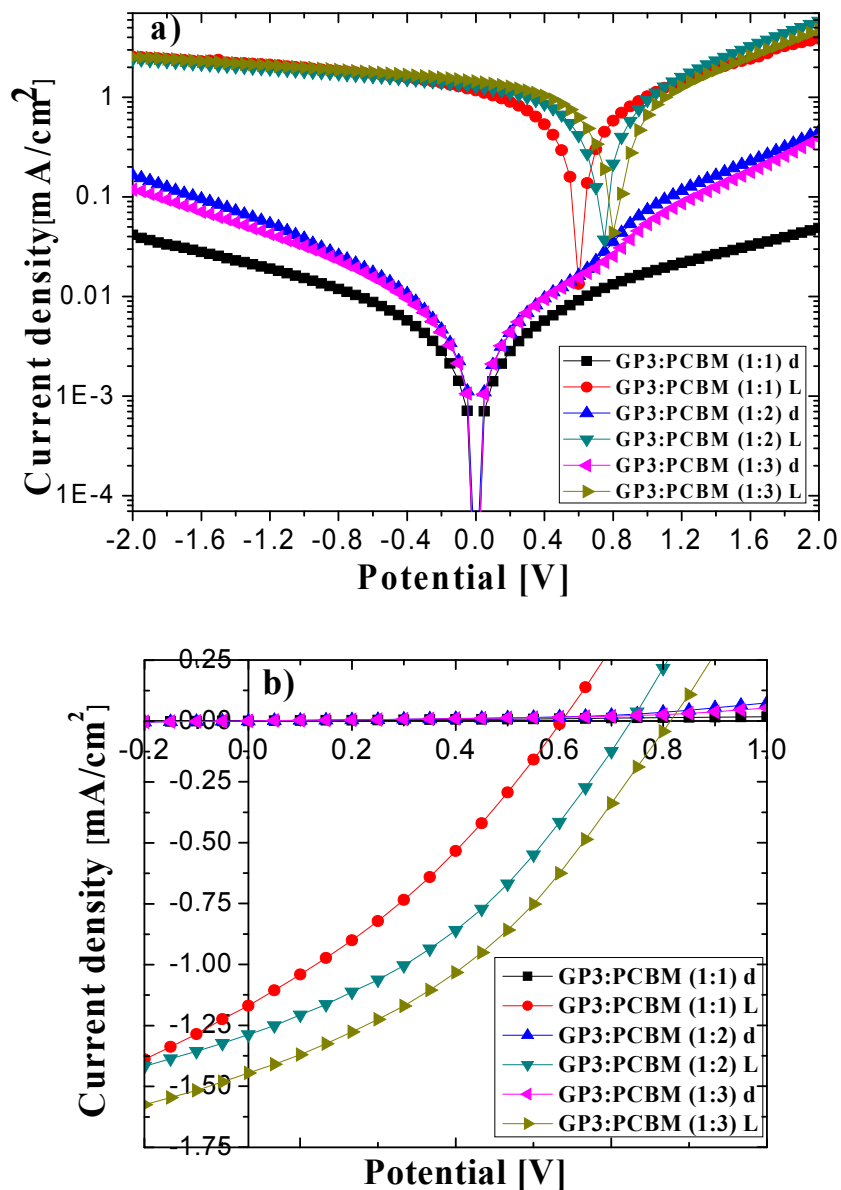 a)
Current density[mA/cm2]
1
0.1
0.01
1E-3
1E-4
GP3:PCBM (1:1) d
GP3:PCBM (1:1) L
GP3:PCBM (1:2) d
GP3:PCBM (1:2) L
GP3:PCBM (1:3) d
GP3:PCBM (1:3) L
-2.0 -1.6 -1.2 -0.8 -0.4 0.0 0.4 0.8 1.2 1.6 2.0
Potential [V]
b)
Current density [mA/cm2]
0.25
0.00
-0.2 0.0 0.2 0.4 0.6 0.8 1.0
-0.25
-0.50
-0.75
-1.00
-1.25
-1.50
-1.75
GP3:PCBM (1:1) d
GP3:PCBM (1:1) L
GP3:PCBM (1:2) d
GP3:PCBM (1:2) L
GP3:PCBM (1:3) d
GP3:PCBM (1:3) L
Potential [V]